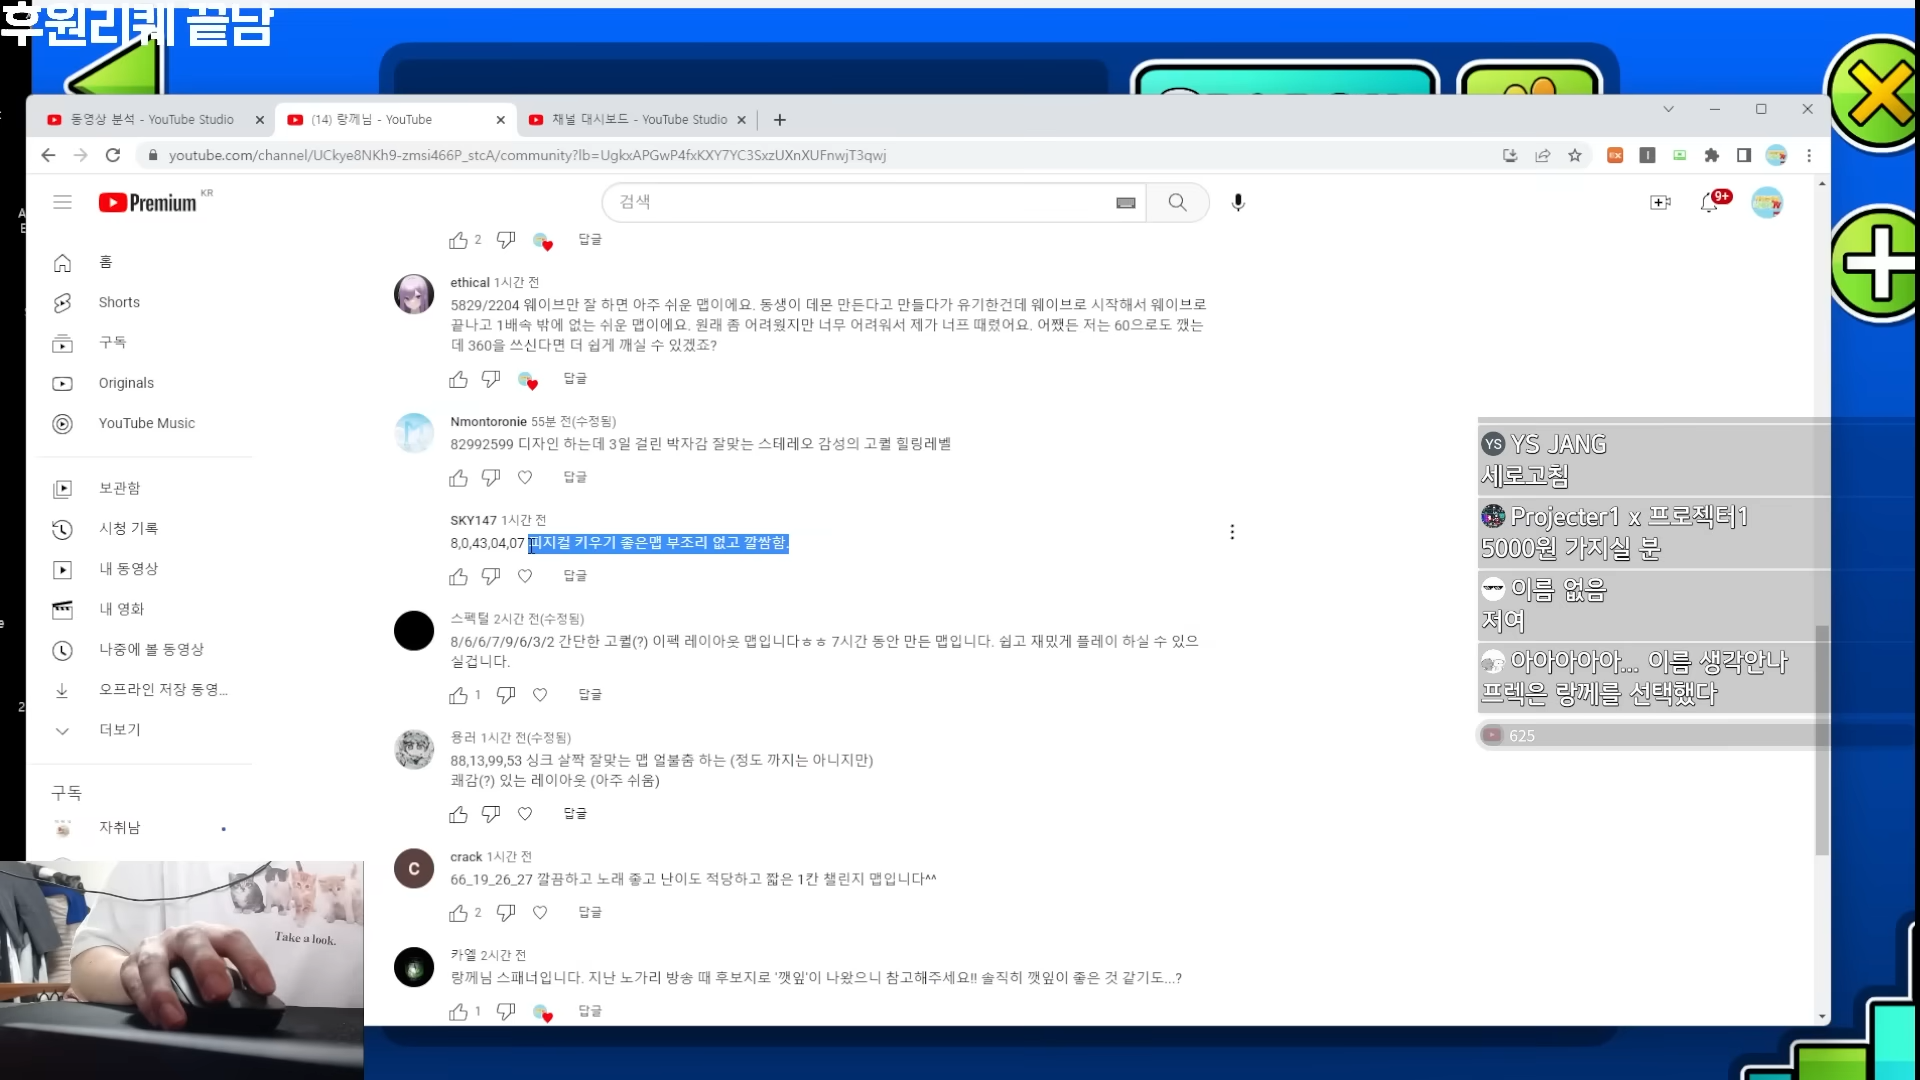 후원리퀘 끝남
동영상 분석 - YouTube Studio
(14) 랑께님 - YouTube
채널 대시보드 - YouTube Studio
youtube.com/channel/UCkye8NKh9-zmsi466P_stcA/community?lb=UgkxAPGwP4fxKXY7YC3SxzUXnXUFnwjT3qwj
Premium KR
검색
9+
홈
Shorts
구독
Originals
YouTube Music
보관함
시청 기록
내 동영상
내 영화
나중에 볼 동영상
오프라인 저장 동영...
더보기
구독
자취남
2 답글
ethical 1시간 전
5829/2204 웨이브만 잘 하면 아주 쉬운 맵이에요. 동생이 데몬 만든다고 만들다가 유기한건데 웨이브로 시작해서 웨이브로
끝나고 1배속 밖에 없는 쉬운 맵이에요. 원래 좀 어려웠지만 너무 어려워서 제가 너프 때렸어요. 어쨌든 저는 60으로도 깼는
데 360을 쓰신다면 더 쉽게 깨실 수 있겠죠?
답글
Nmontoronie 55분 전(수정됨)
82992599 디자인 하는데 3일 걸린 박자감 잘맞는 스테레오 감성의 고퀄 힐링레벨
답글
SKY147 1시간 전
8,0,43,04,07 피지컬 키우기 좋은맵 부조리 없고 깔쌈함.
답글
스펙털 2시간 전(수정됨)
8/6/6/7/9/6/3/2 간단한 고퀄(?) 이펙 레이아웃 맵입니다ㅎㅎ 7시간 동안 만든 맵입니다. 쉽고 재밌게 플레이 하실 수 있으
실겁니다.
1 답글
용러 1시간 전(수정됨)
88,13,99,53 싱크 살짝 잘맞는 맵 얼불춤 하는 (정도 까지는 아니지만)
쾌감(?) 있는 레이아웃 (아주 쉬움)
답글
C
crack 1시간 전
66_19_26_27 깔끔하고 노래 좋고 난이도 적당하고 짧은 1칸 챌린지 맵입니다^^
2 답글
카엘 2시간 전
랑께님 스패너입니다. 지난 노가리 방송 때 후보지로 '깻잎'이 나왔으니 참고해주세요!! 솔직히 깻잎이 좋은 것 같기도...?
1 답글
YS YS JANG
세로고침
Projecter1 x 프로젝터1
5000원 가지실 분
이름 없음
저여
아아아아아... 이름 생각안나
프렉은 랑께를 선택했다
625
Take a look.